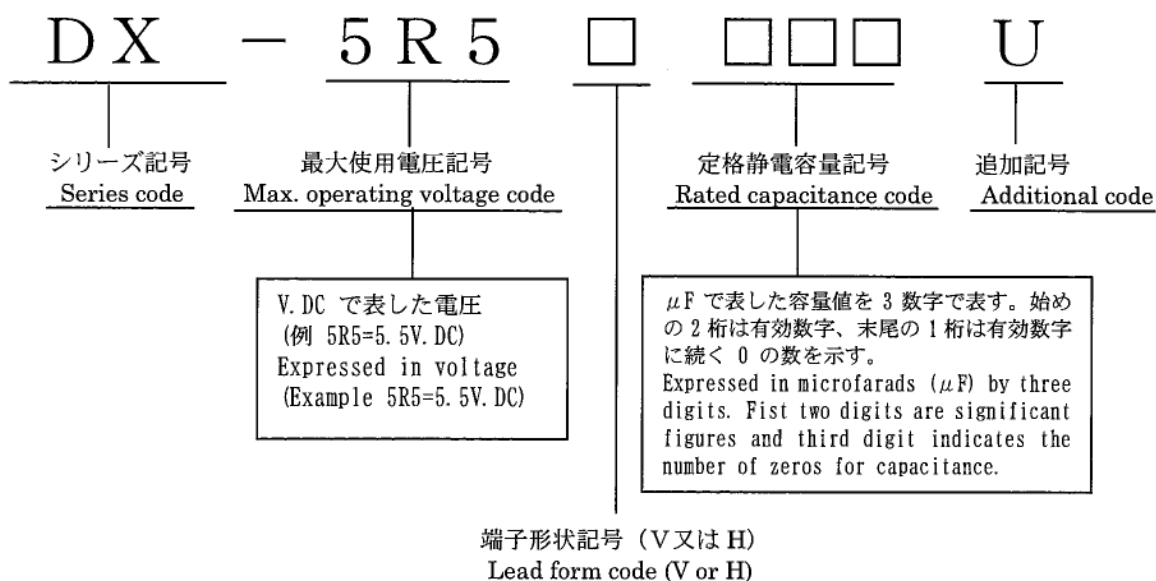 DX - 5R5 □ □□□ U
シリーズ記号
Series code
最大使用電圧記号
Max. operating voltage code
定格静電容量記号
Rated capacitance code
追加記号
Additional code
V.DC で表した電圧
(例 5R5=5.5V.DC)
Expressed in voltage
(Example 5R5=5.5V.DC)
μF で表した容量値を 3 数字で表す。始め
の 2 桁は有効数字、末尾の 1 桁は有効数字
に続く 0 の数を示す。
Expressed in microfarads (μF) by three
digits. Fist two digits are significant
figures and third digit indicates the
number of zeros for capacitance.
端子形状記号（V又は H）
Lead form code (V or H)